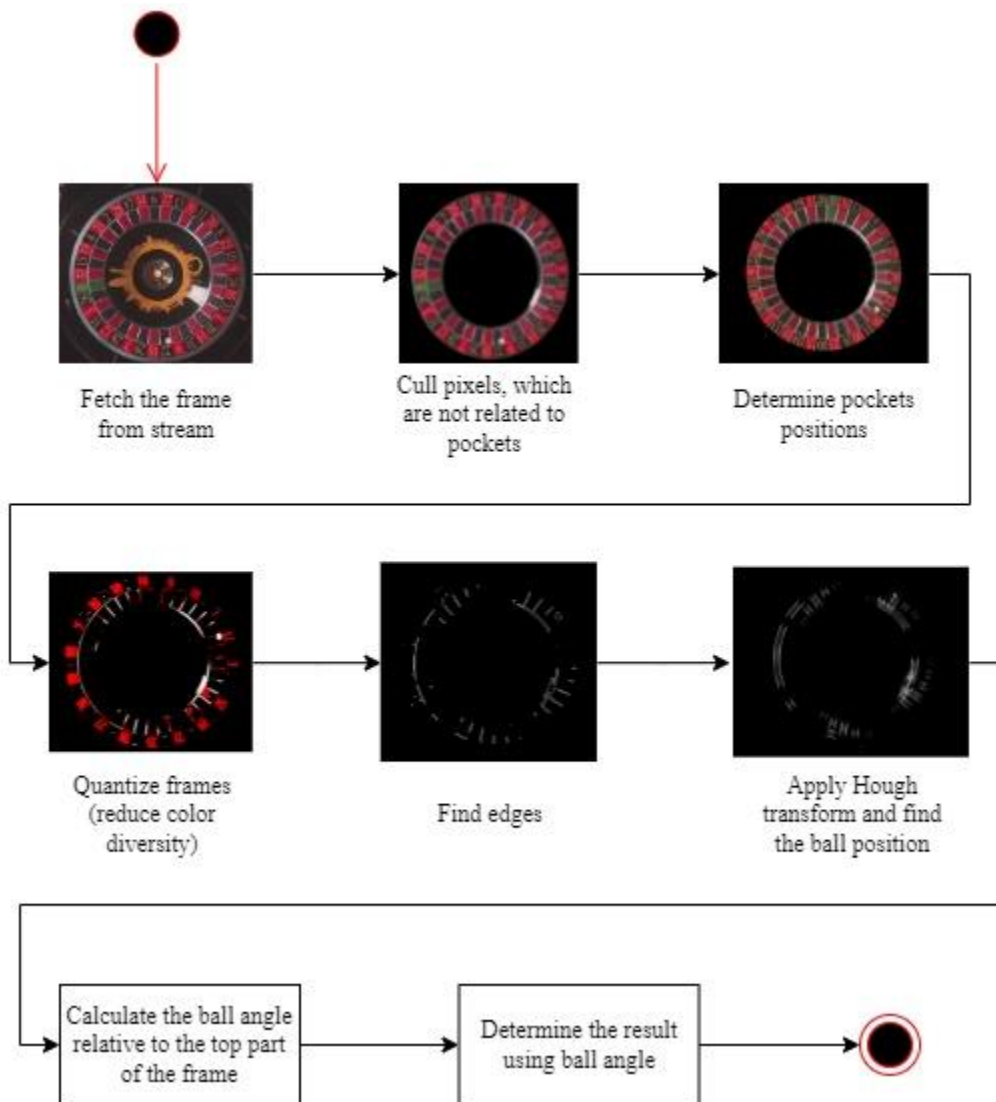 Fetch the frame
from stream
Cull pixels, which
are not related to
pockets
Determine pockets
positions
Quantize frames
(reduce color
diversity)
Find edges
Apply Hough
transform and find
the ball position
Calculate the ball angle
relative to the top part
of the frame
Determine the result
using ball angle